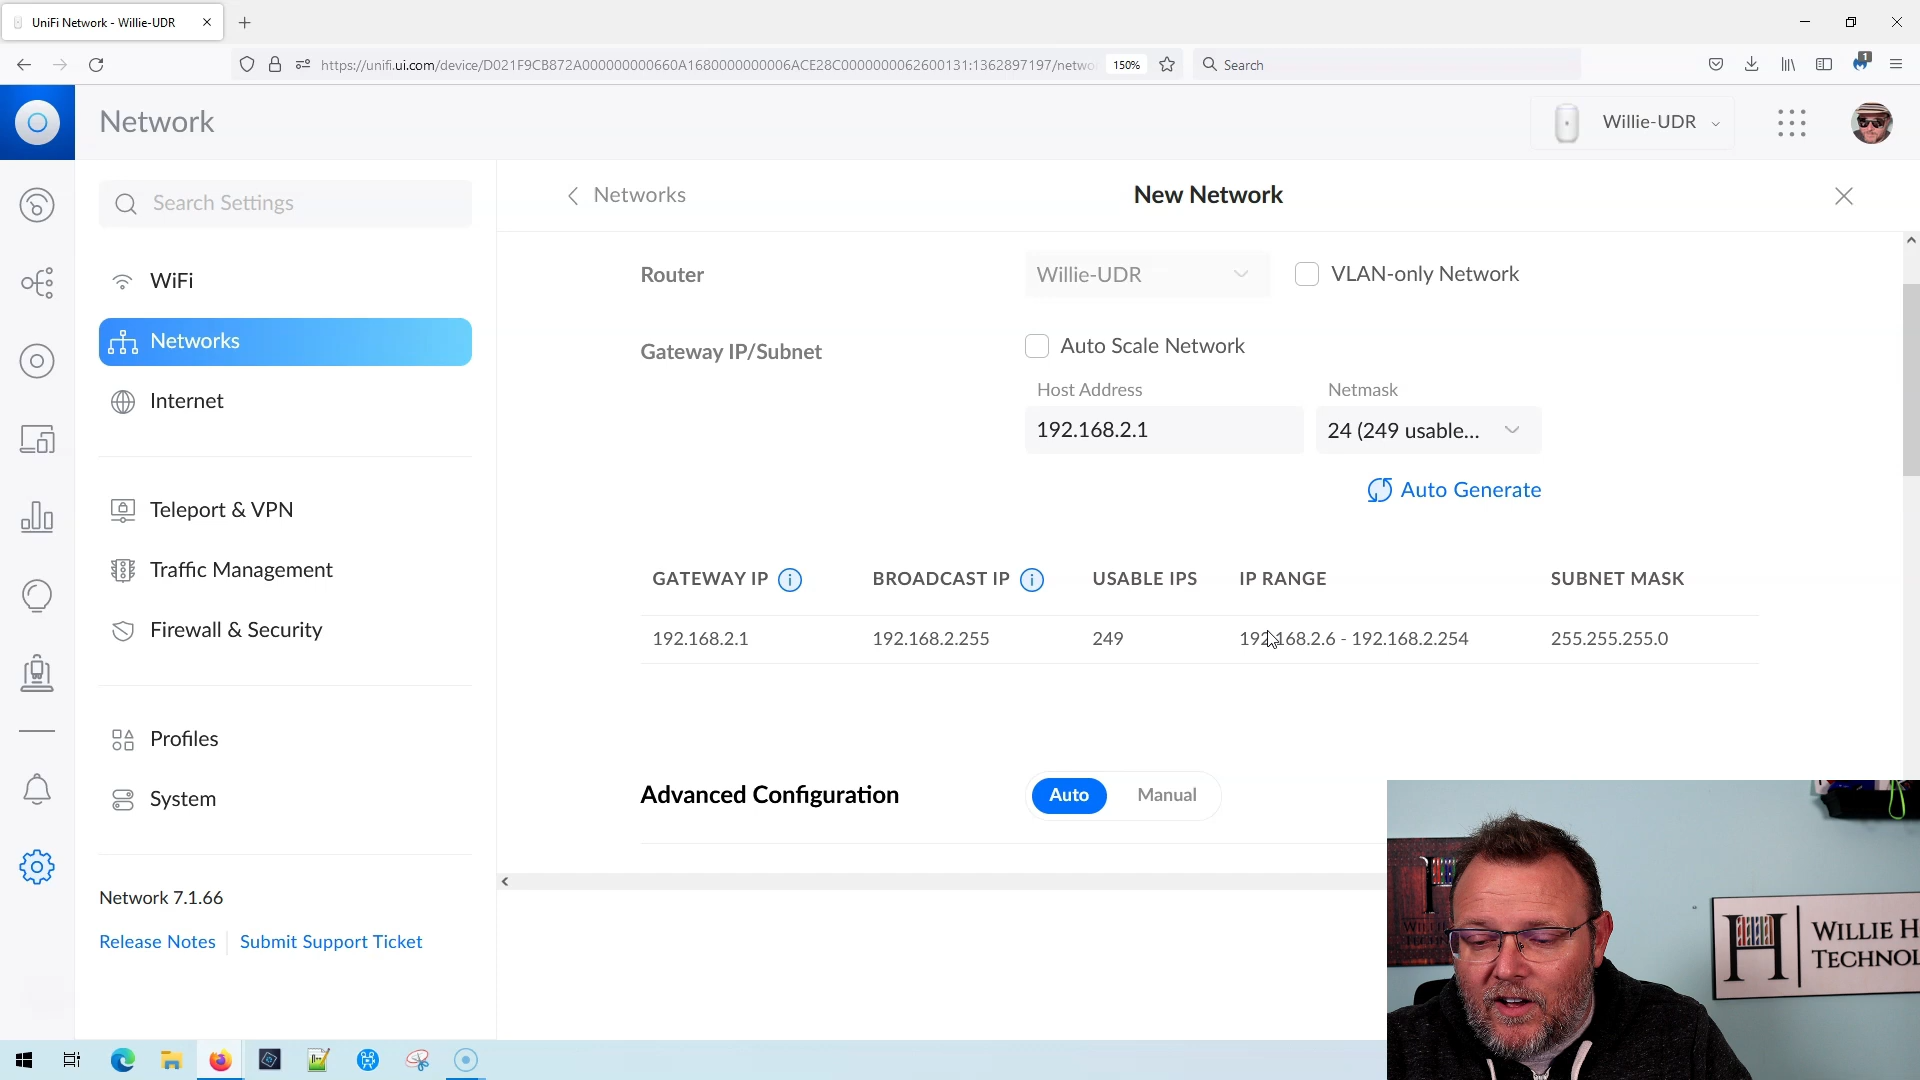 UniFi Network - Willie-UDR
https://unifi.ui.com/device/D021F9CB872A000000000660A1680000000006ACE28C0000000062600131:1362897197/netwo
150%
Search
1
Network
Willie-UDR
Search Settings
WiFi
Networks
Internet
Teleport & VPN
Traffic Management
Firewall & Security
Profiles
System
Network 7.1.66
Release Notes
Submit Support Ticket
Networks
New Network
Router
Willie-UDR
VLAN-only Network
Gateway IP/Subnet
Auto Scale Network
Host Address
Netmask
192.168.2.1
24 (249 usable...
Auto Generate
GATEWAY IP BROADCAST IP USABLE IPS IP RANGE SUBNET MASK
192.168.2.1 192.168.2.255 249 192.168.2.6 - 192.168.2.254 255.255.255.0
Advanced Configuration
Auto
Manual
H
WILLIE H
TECHNOL